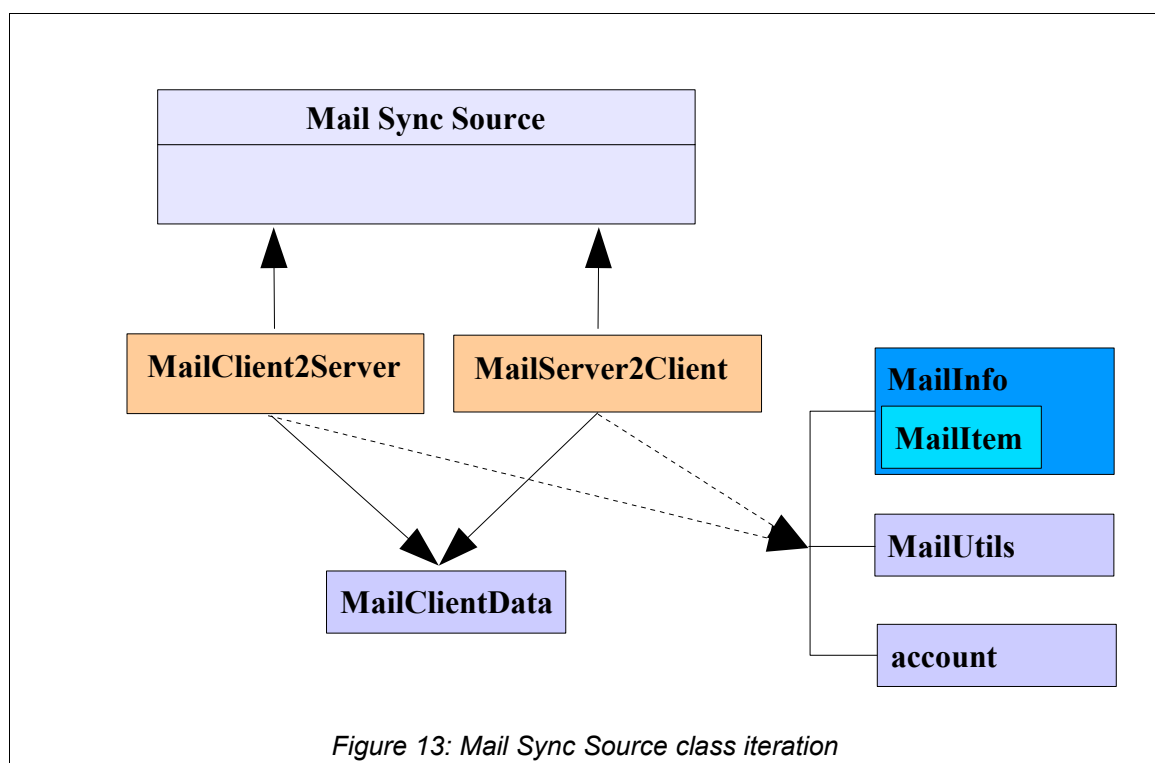 Mail Sync Source
MailClient2Server
MailServer2Client
MailInfo
MailItem
MailUtils
MailClientData
account
Figure 13: Mail Sync Source class iteration